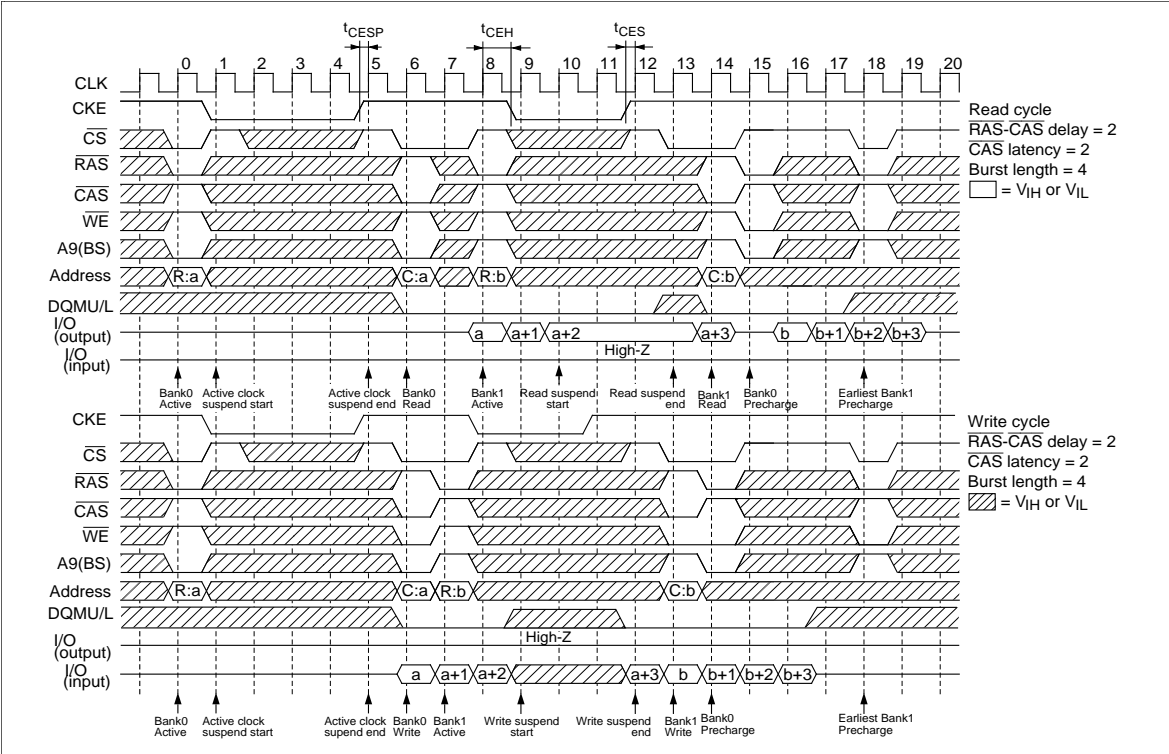 tCESP tCEH tCES
CLK 0 1 2 3 4 5 6 7 8 9 10 11 12 13 14 15 16 17 18 19 20
CKE
CS
RAS
CAS
WE
A9(BS)
Address R:a C:a R:b C:b
DQMU/L
I/O
(output) a a+1 a+2 a+3 b b+1 b+2 b+3
High-Z
I/O
(input)
Bank0
Active
Active clock
suspend start
Active clock
suspend end
Bank0
Read
Bank1
Active
Read suspend
start
Read suspend
end
Bank1
Read
Bank0
Precharge
Earliest Bank1
Precharge
Read cycle
RAS-CAS delay = 2
CAS latency = 2
Burst length = 4
= VIH or VIL
CKE
CS
RAS
CAS
WE
A9(BS)
Address R:a C:a R:b C:b
DQMU/L
High-Z
I/O
(output)
I/O
(input) a a+1 a+2 a+3 b b+1 b+2 b+3
Bank0
Active
Active clock
suspend start
Active clock
suspend end
Bank0
Write
Bank1
Active
Write suspend
start
Write suspend
end
Bank1
Write
Bank0
Precharge
Earliest Bank1
Precharge
Write cycle
RAS-CAS delay = 2
CAS latency = 2
Burst length = 4
= VIH or VIL